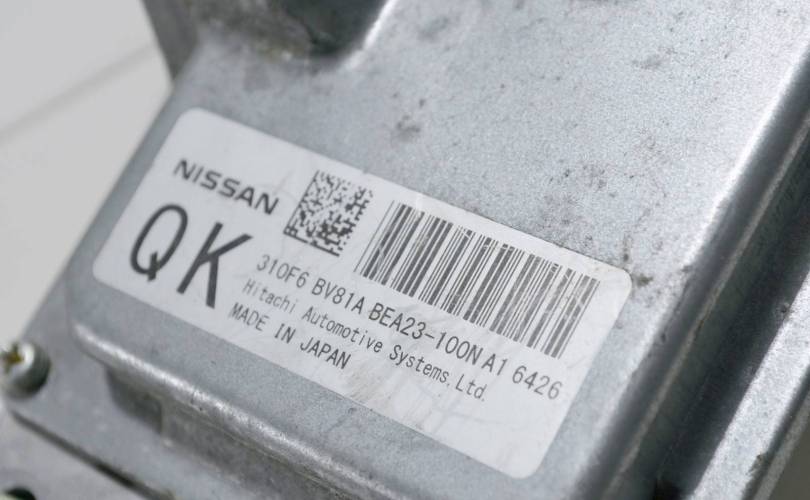 NISSAN
QK
310F6 BV81A BEA23-100N A1 6426
Hitachi Automotive Systems,Ltd.
MADE IN JAPAN